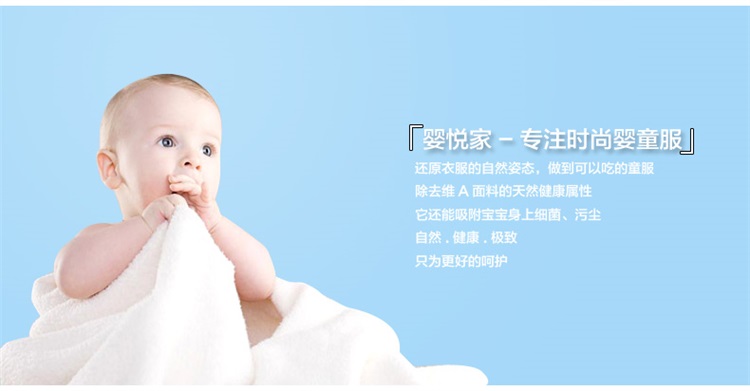 「婴悦家 – 专注时尚婴童服」
还原衣服的自然姿态，做到可以吃的童服
除去维 A 面料的天然健康属性
它还能吸附宝宝身上细菌、污尘
自然 . 健康 . 极致
只为更好的呵护